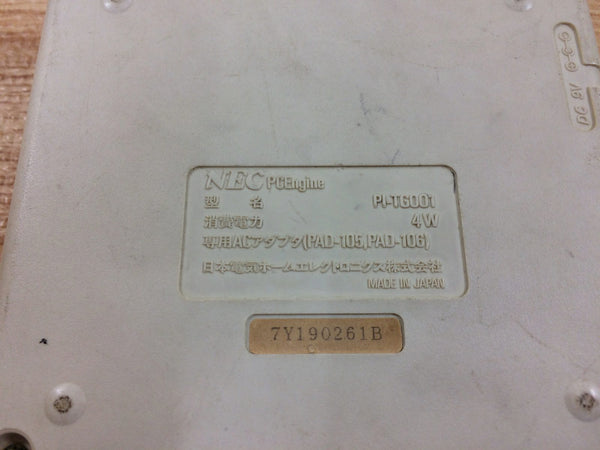 NEC PCEngine
型 名 PI-TG001
消費電力 4W
専用ACアダプタ(PAD-105,PAD-106)
日本電気ホームエレクトロニクス株式会社
MADE IN JAPAN
7Y190261B
DC 9V